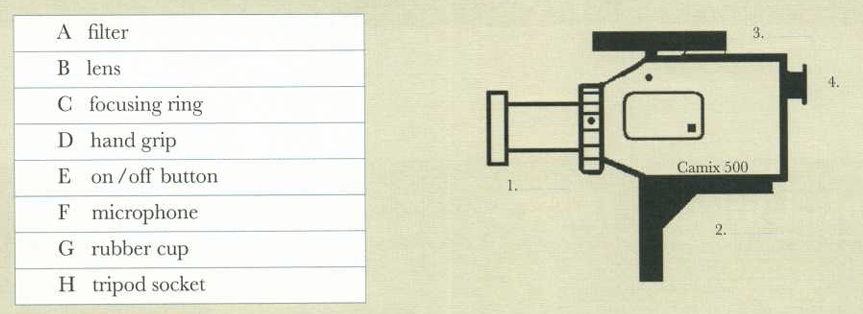 A filter
B lens
C focusing ring
D hand grip
E on/off button
F microphone
G rubber cup
H tripod socket
3.
4.
Camix 500
1.
2.